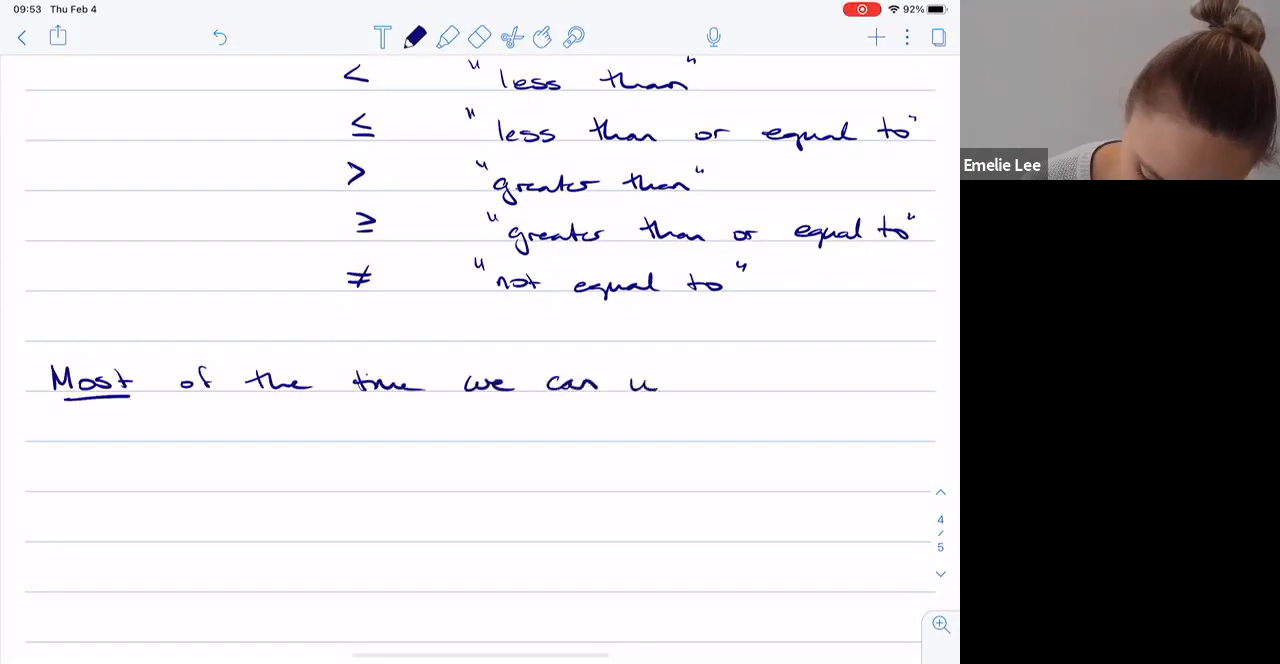 09:53 Thu Feb 4
92%
< "less than"
≤ "less than or equal to"
> "greater than"
≥ "greater than or equal to"
≠ "not equal to"
Most of the time we can u
4
/
5
Emelie Lee